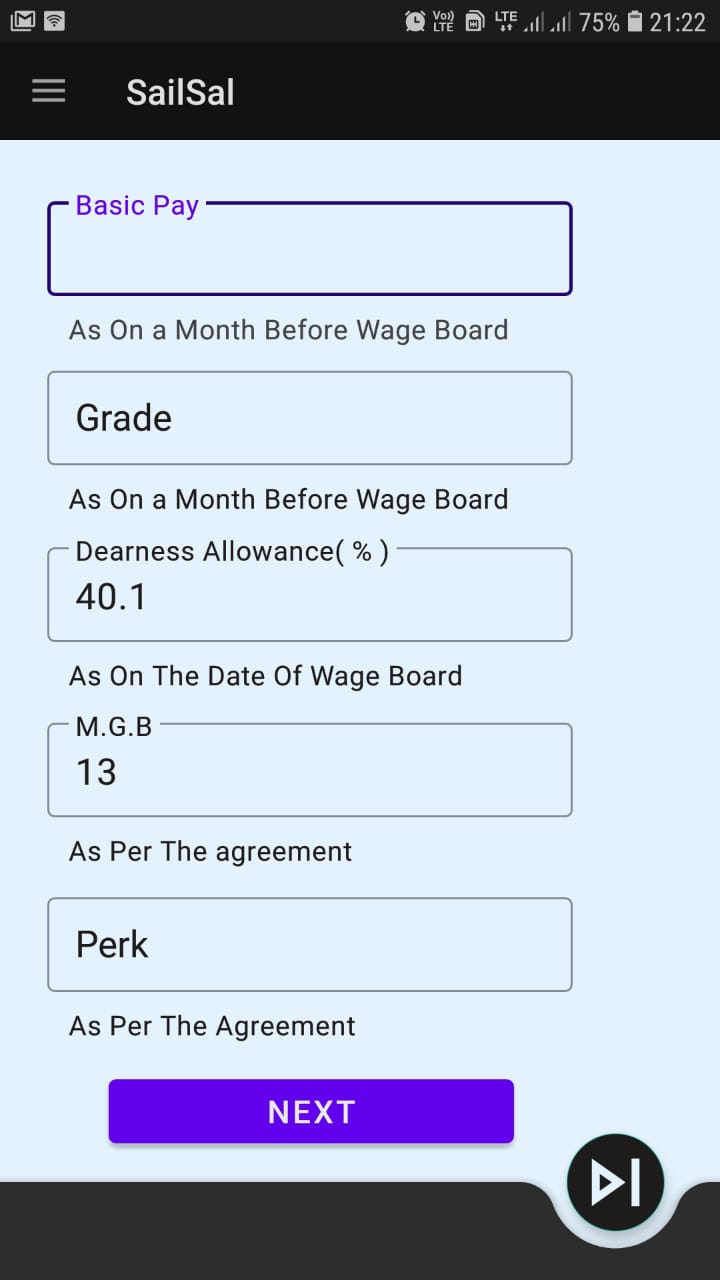 Vo))
LTE
LTE
75%
21:22
SailSal
Basic Pay
As On a Month Before Wage Board
Grade
As On a Month Before Wage Board
Dearness Allowance( % )
40.1
As On The Date Of Wage Board
M.G.B
13
As Per The agreement
Perk
As Per The Agreement
NEXT